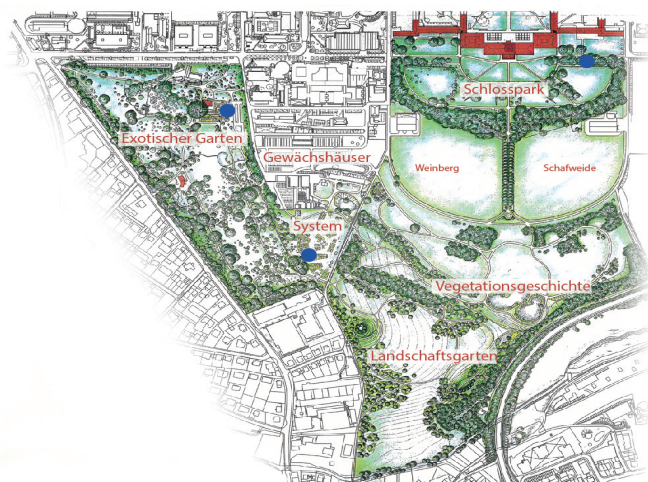 Schlosspark
Exotischer Garten
Gewächshäuser
Weinberg
Schafweide
System
Vegetationsgeschichte
Landschaftsgarten